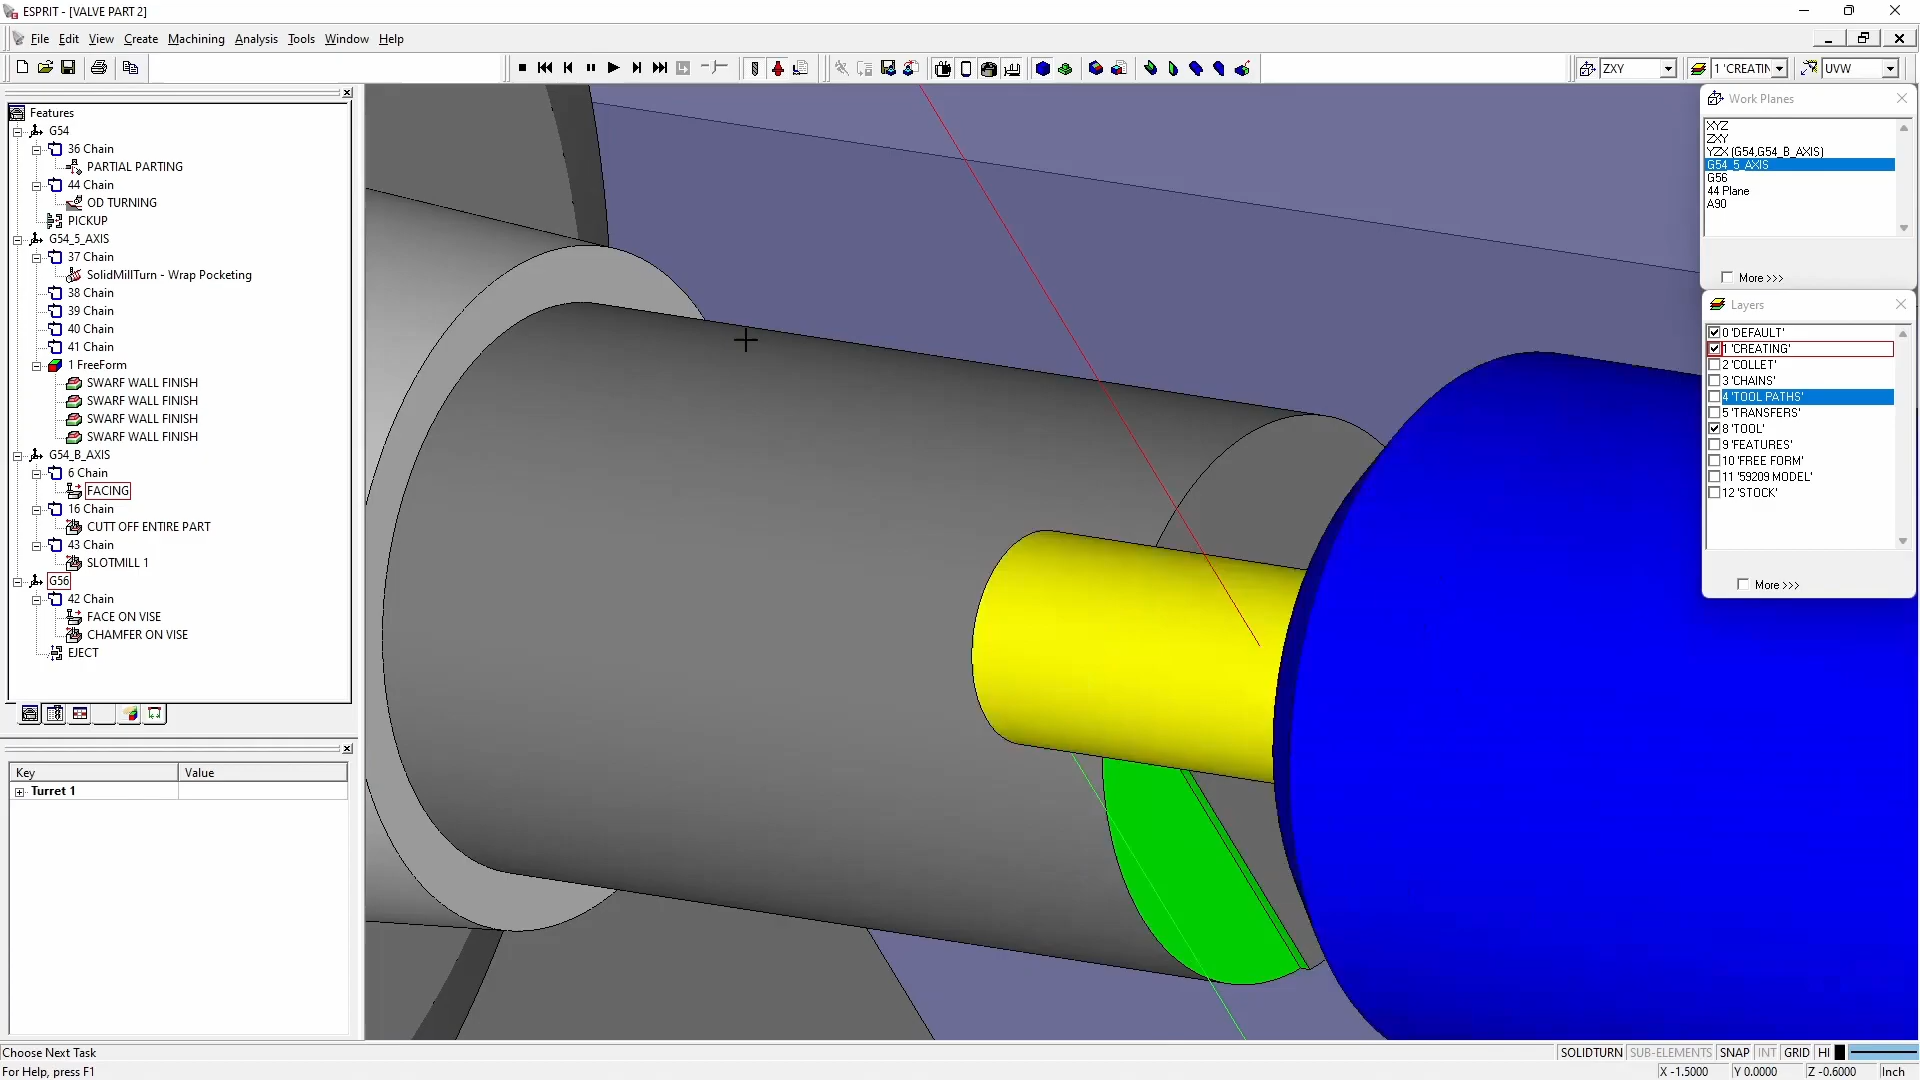 ESPRIT - [VALVE PART 2]
File Edit View Create Machining Analysis Tools Window Help
ZXY
1 'CREATIN
UVW
Features
G54
36 Chain
PARTIAL PARTING
44 Chain
OD TURNING
PICKUP
G54_5_AXIS
37 Chain
SolidMillTurn - Wrap Pocketing
38 Chain
39 Chain
40 Chain
41 Chain
1 FreeForm
SWARF WALL FINISH
SWARF WALL FINISH
SWARF WALL FINISH
SWARF WALL FINISH
G54_B_AXIS
6 Chain
FACING
16 Chain
CUTT OFF ENTIRE PART
43 Chain
SLOTMILL 1
G56
42 Chain
FACE ON VISE
CHAMFER ON VISE
EJECT
Key Value
Turret 1
Work Planes
XYZ
ZXY
YZX (G54,G54_B_AXIS)
G54_5_AXIS
G56
44 Plane
A90
More >>>
Layers
0 'DEFAULT'
1 'CREATING'
2 'COLLET'
3 'CHAINS'
4 'TOOL PATHS'
5 'TRANSFERS'
8 'TOOL'
9 'FEATURES'
10 'FREE FORM'
11 '59209 MODEL'
12 'STOCK'
More >>>
Choose Next Task
SOLIDTURN SUB-ELEMENTS SNAP INT GRID HI
For Help, press F1
X -1.5000 Y 0.0000 Z -0.6000 Inch